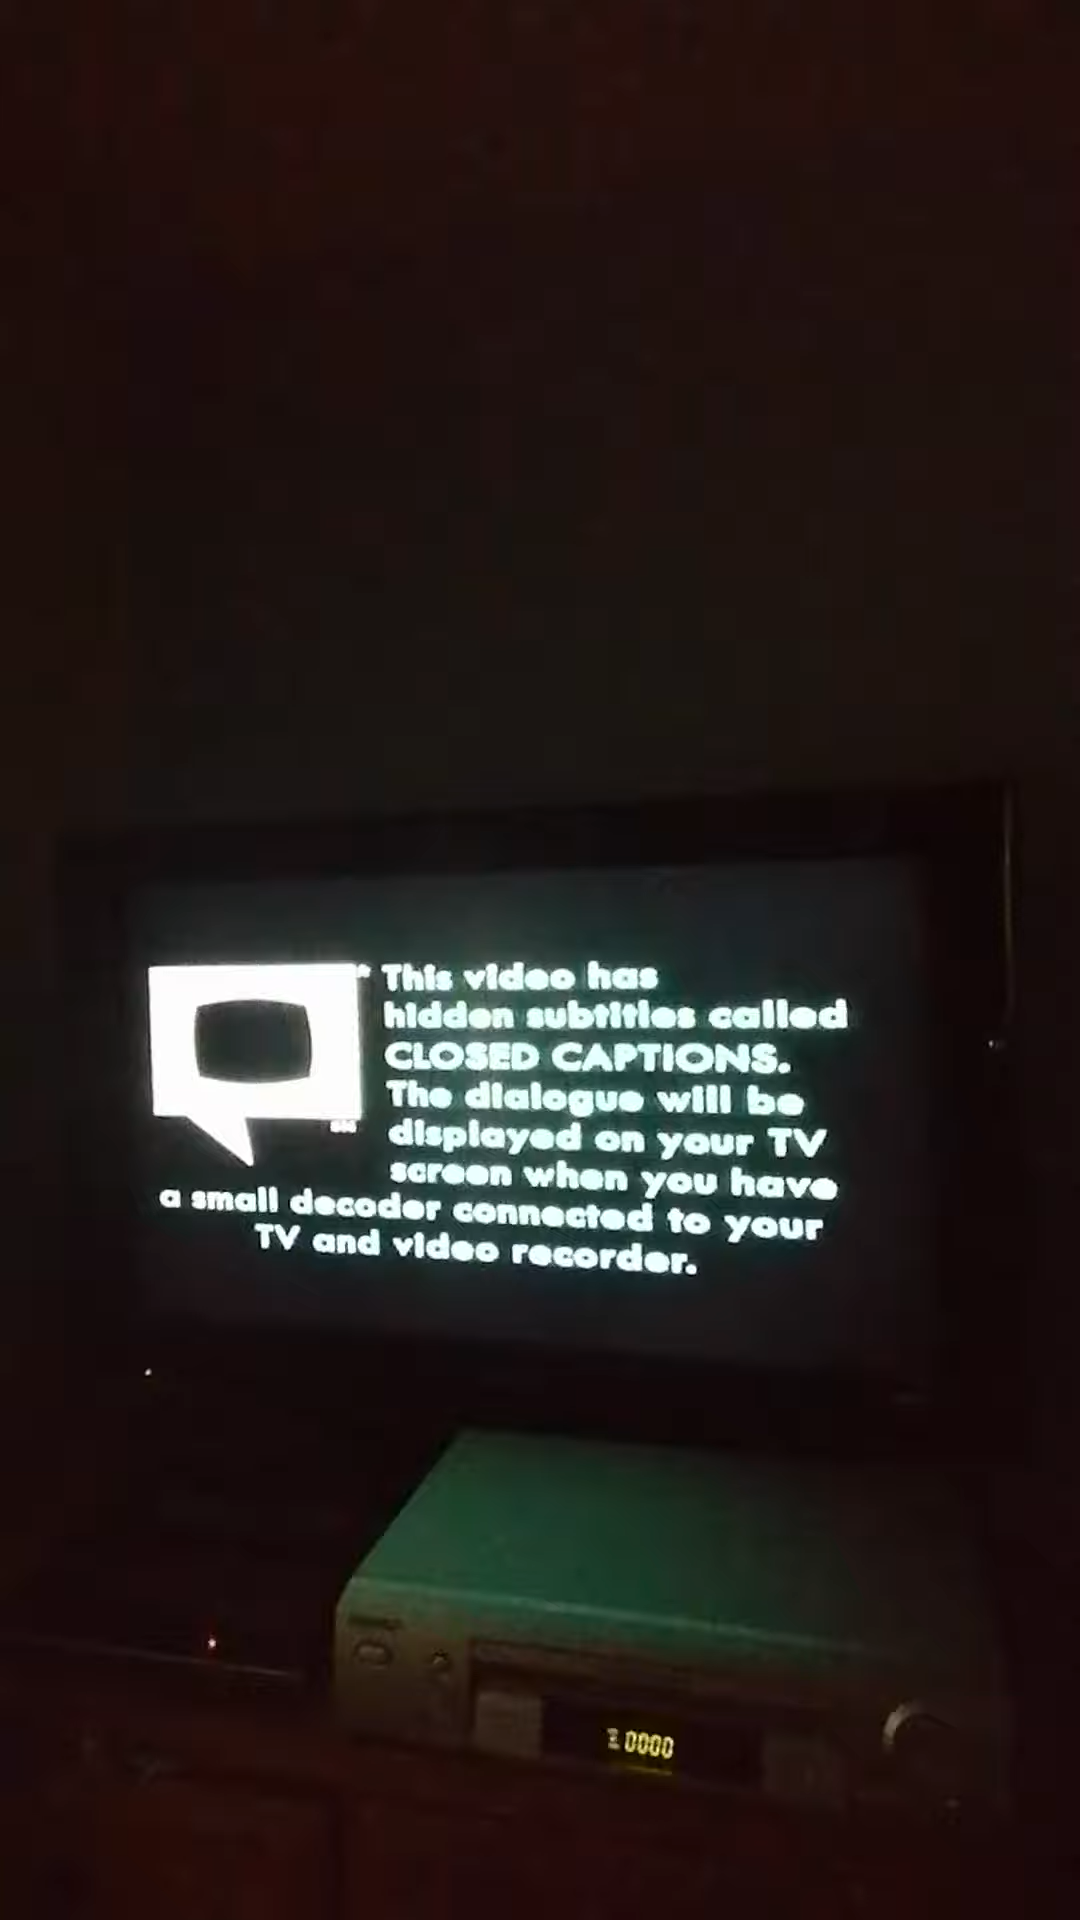 This video has
hidden subtitles called
CLOSED CAPTIONS.
The dialogue will be
displayed on your TV
screen when you have
a small decoder connected to your
TV and video recorder.
0000